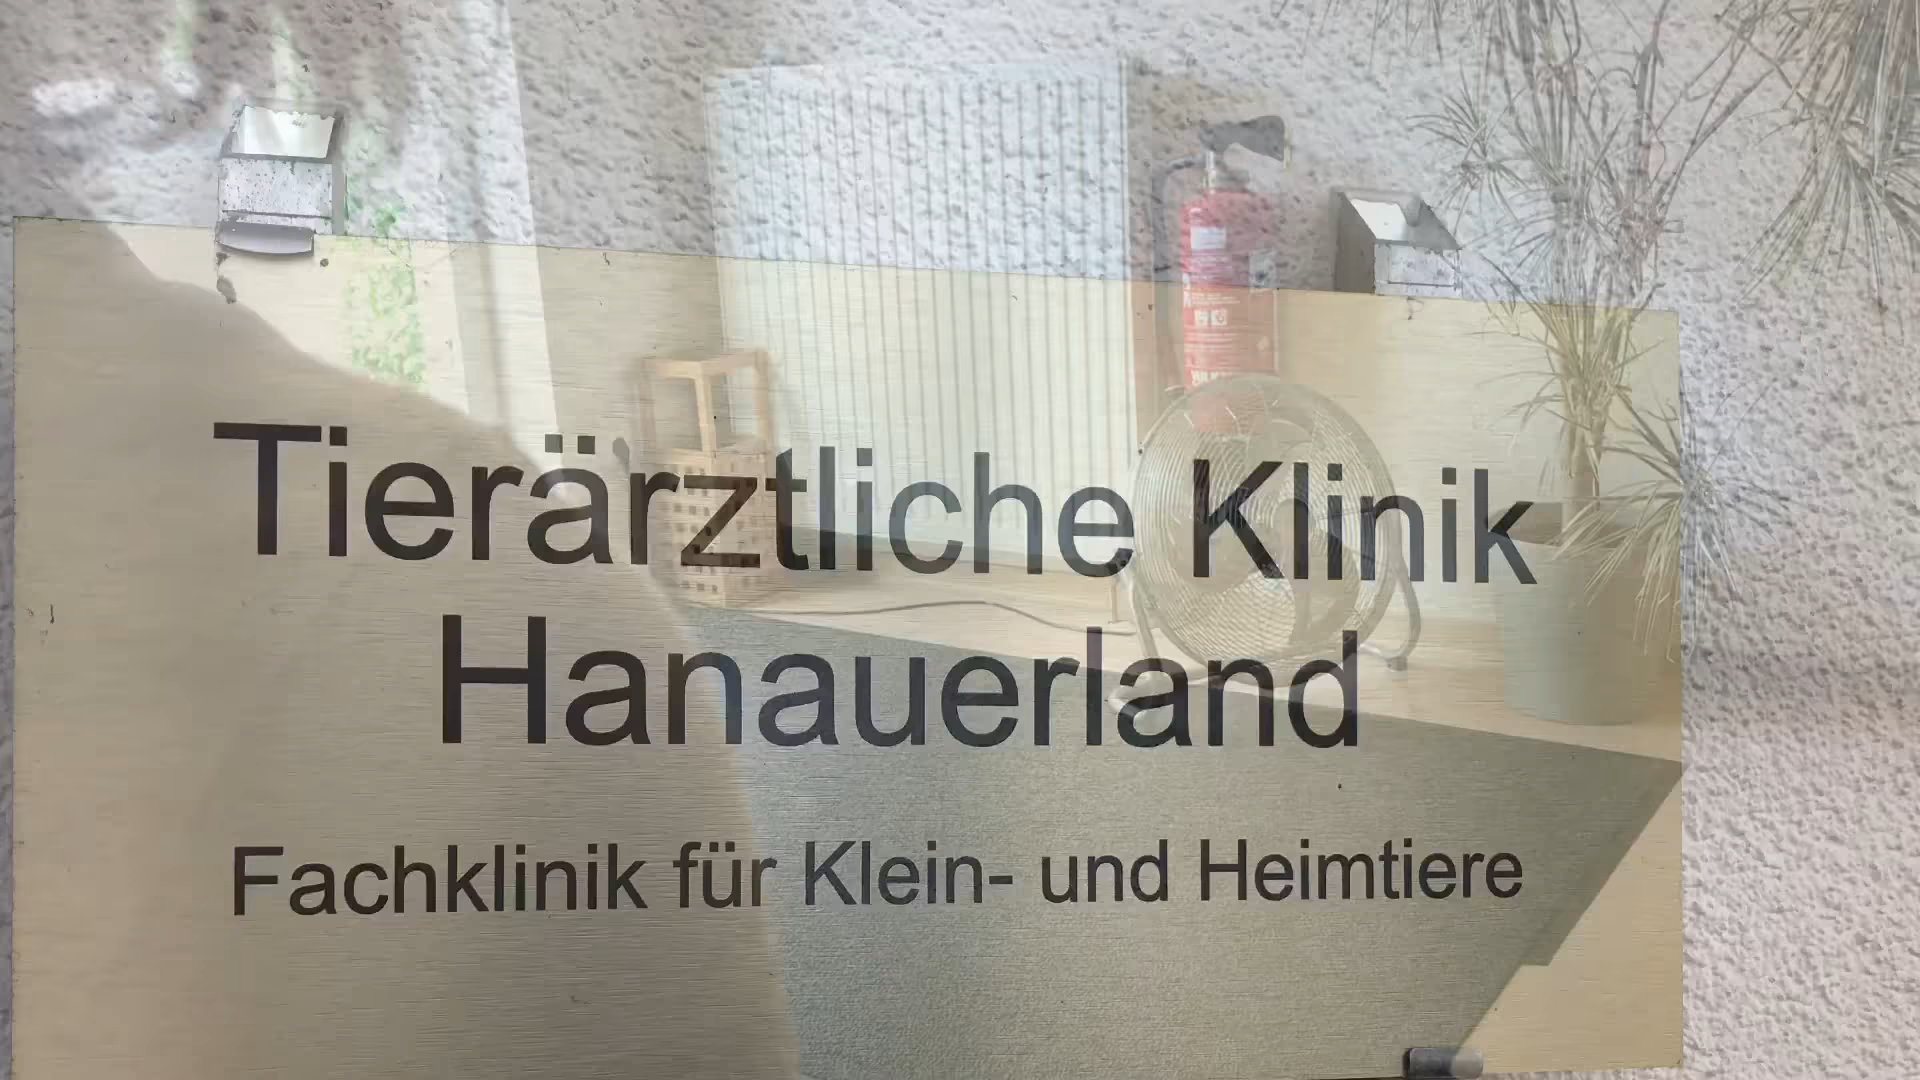 Tierärztliche Klinik
Hanauerland
Fachklinik für Klein- und Heimtiere